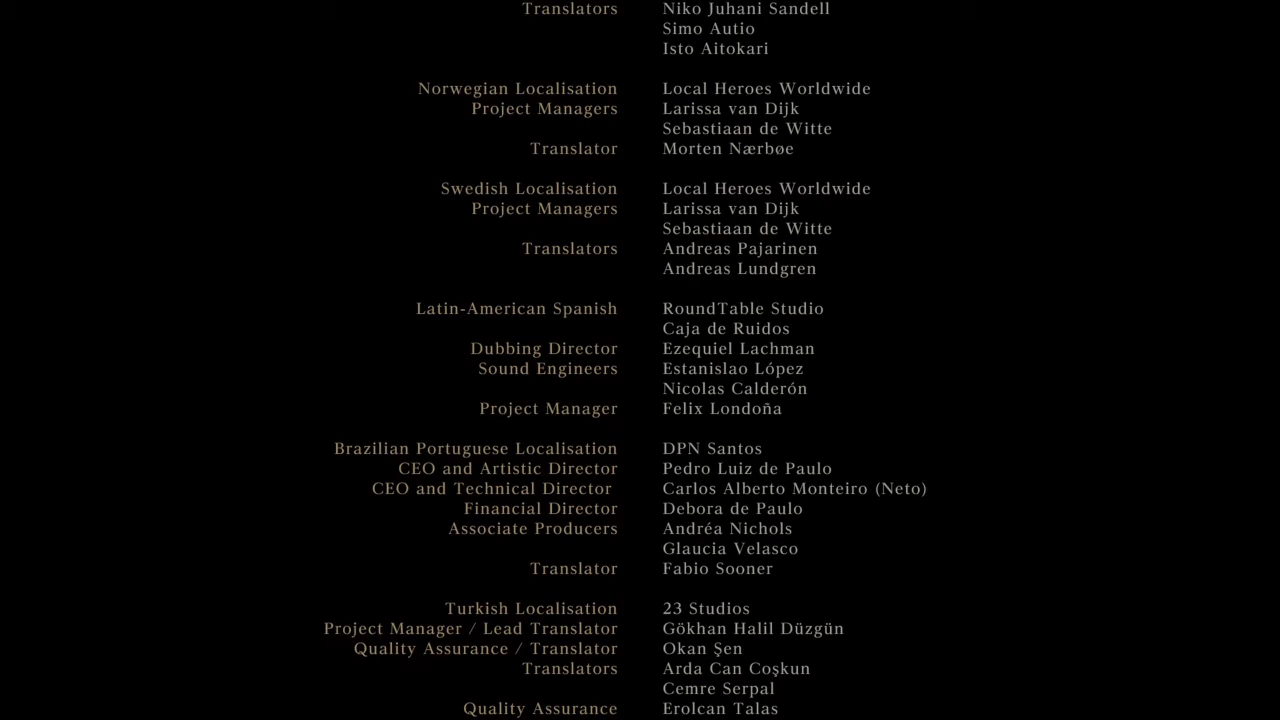 Translators Niko Juhani Sandell
Simo Autio
Isto Aitokari
Norwegian Localisation Local Heroes Worldwide
Project Managers Larissa van Dijk
Sebastiaan de Witte
Translator Morten Nærbøe
Swedish Localisation Local Heroes Worldwide
Project Managers Larissa van Dijk
Sebastiaan de Witte
Translators Andreas Pajarinen
Andreas Lundgren
Latin-American Spanish RoundTable Studio
Caja de Ruidos
Dubbing Director Ezequiel Lachman
Sound Engineers Estanislao López
Nicolas Calderón
Project Manager Felix Londoña
Brazilian Portuguese Localisation DPN Santos
CEO and Artistic Director Pedro Luiz de Paulo
CEO and Technical Director Carlos Alberto Monteiro (Neto)
Financial Director Debora de Paulo
Associate Producers Andréa Nichols
Glaucia Velasco
Translator Fabio Sooner
Turkish Localisation 23 Studios
Project Manager / Lead Translator Gökhan Halil Düzgün
Quality Assurance / Translator Okan Şen
Translators Arda Can Coşkun
Cemre Serpal
Quality Assurance Erolcan Talas